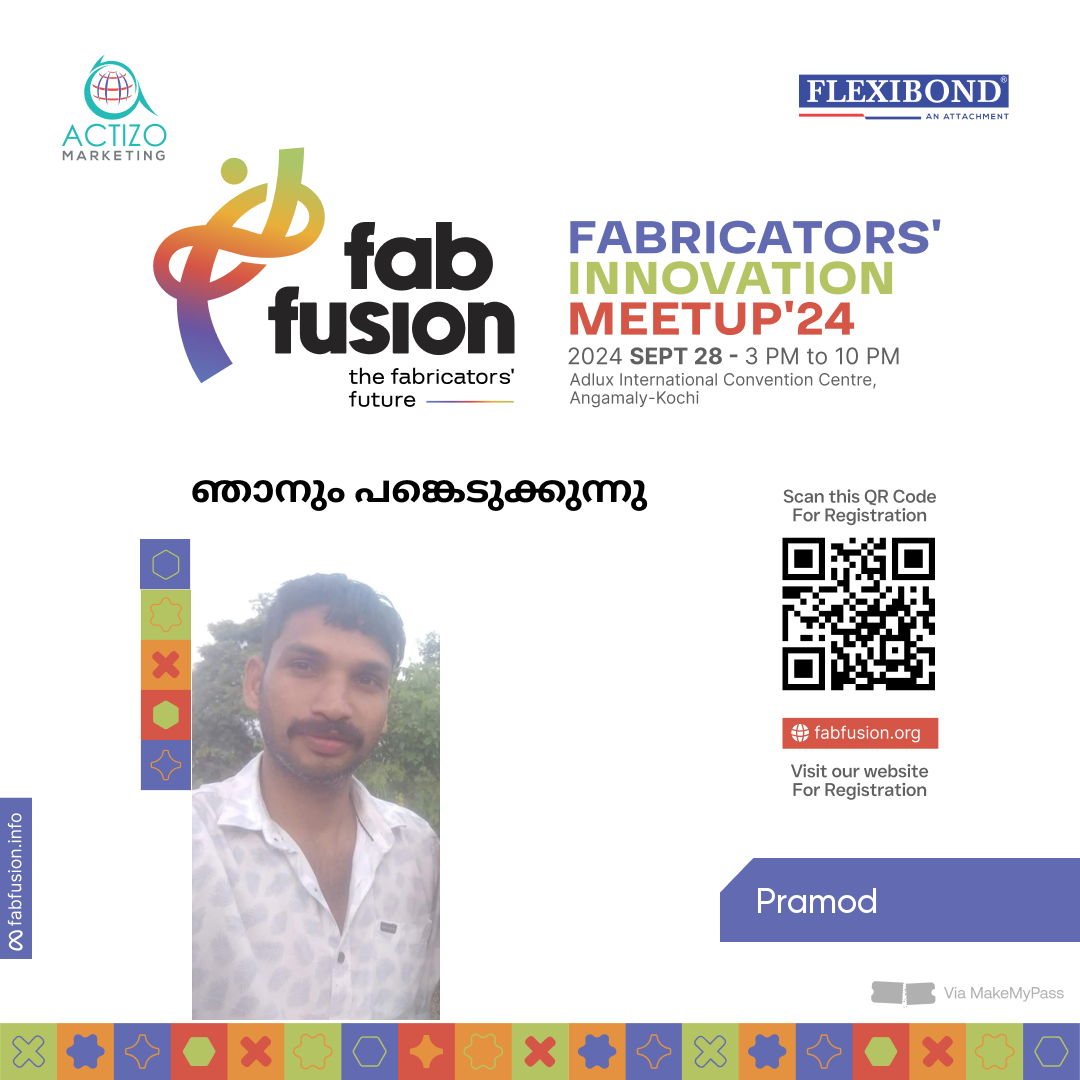 ACTIZO
MARKETING
FLEXIBOND®
AN ATTACHMENT
fab
fusion
the fabricators'
future
FABRICATORS'
INNOVATION
MEETUP'24
2024 SEPT 28 - 3 PM to 10 PM
Adlux International Convention Centre,
Angamaly-Kochi
ഞാനും പങ്കെടുക്കുന്നു
Scan this QR Code
For Registration
fabfusion.org
Visit our website
For Registration
fabfusion.info
Pramod
Via MakeMyPass